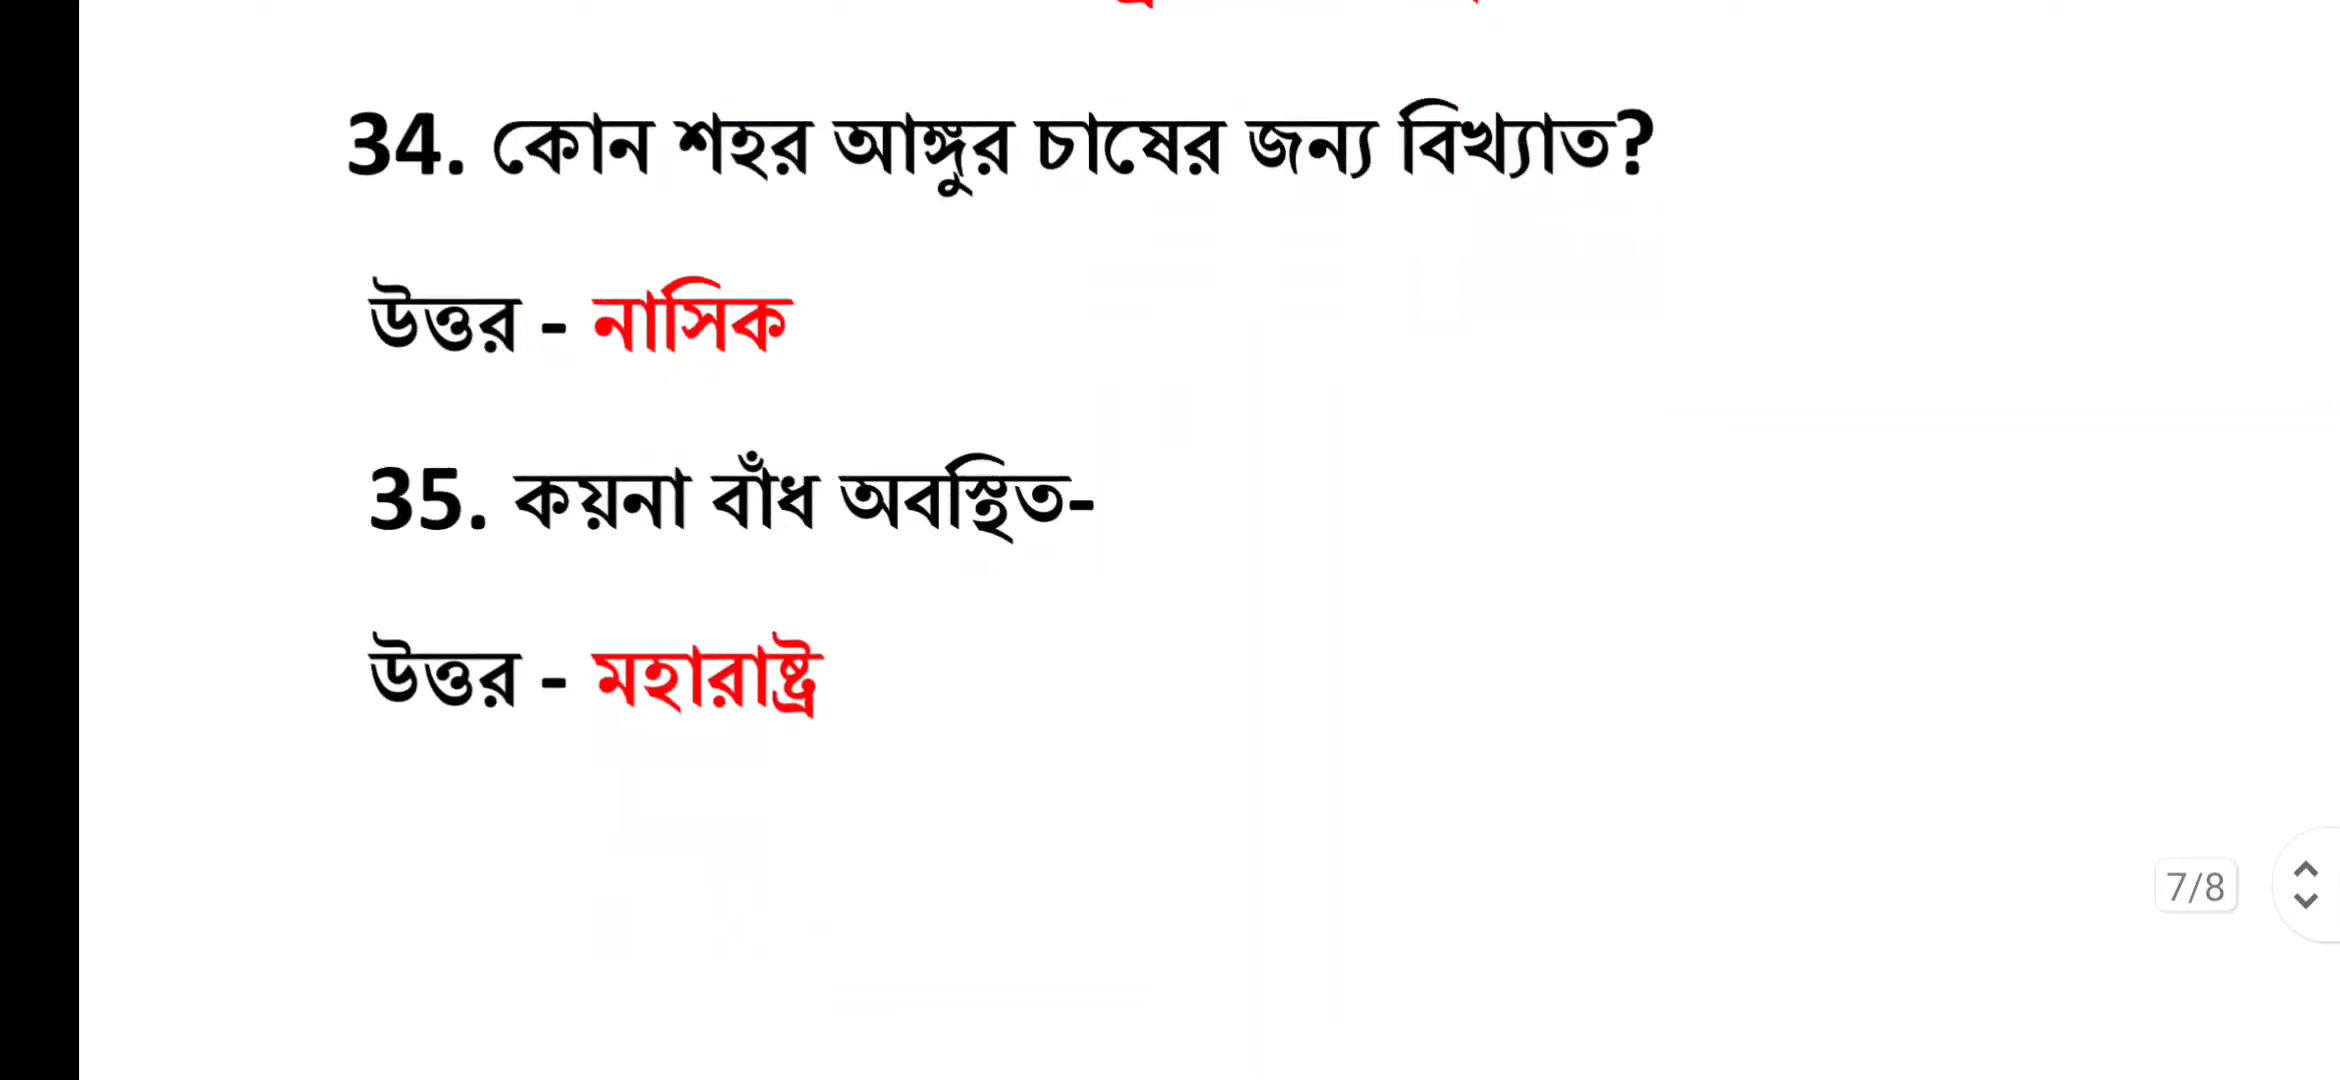 34. কোন শহর আঙ্গুর চাষের জন্য বিখ্যাত?
উত্তর - নাসিক
35. কয়না বাঁধ অবস্থিত-
উত্তর - মহারাষ্ট্র
7/8